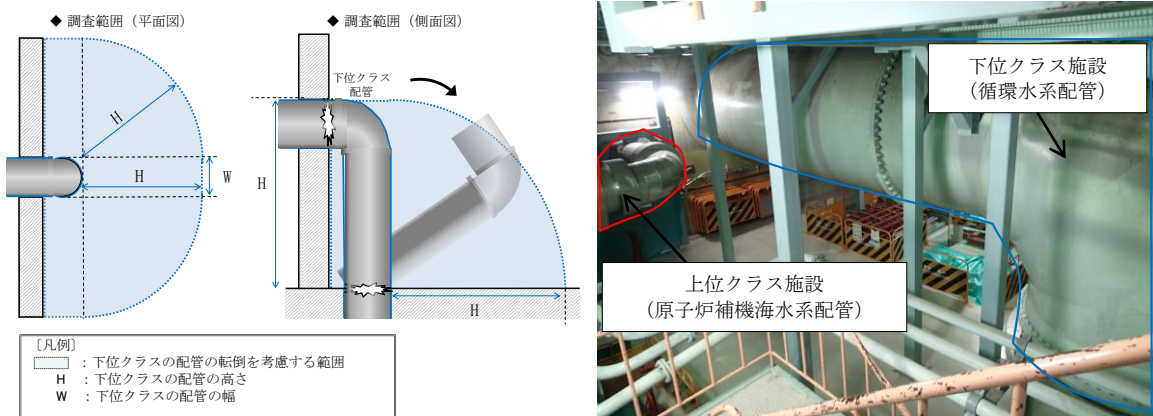 ◆ 調査範囲（平面図）
H
H
W
◆ 調査範囲（側面図）
下位クラス
配管
H
H
［凡例］
：下位クラスの配管の転倒を考慮する範囲
H ：下位クラスの配管の高さ
W ：下位クラスの配管の幅
下位クラス施設
（循環水系配管）
上位クラス施設
（原子炉補機海水系配管）